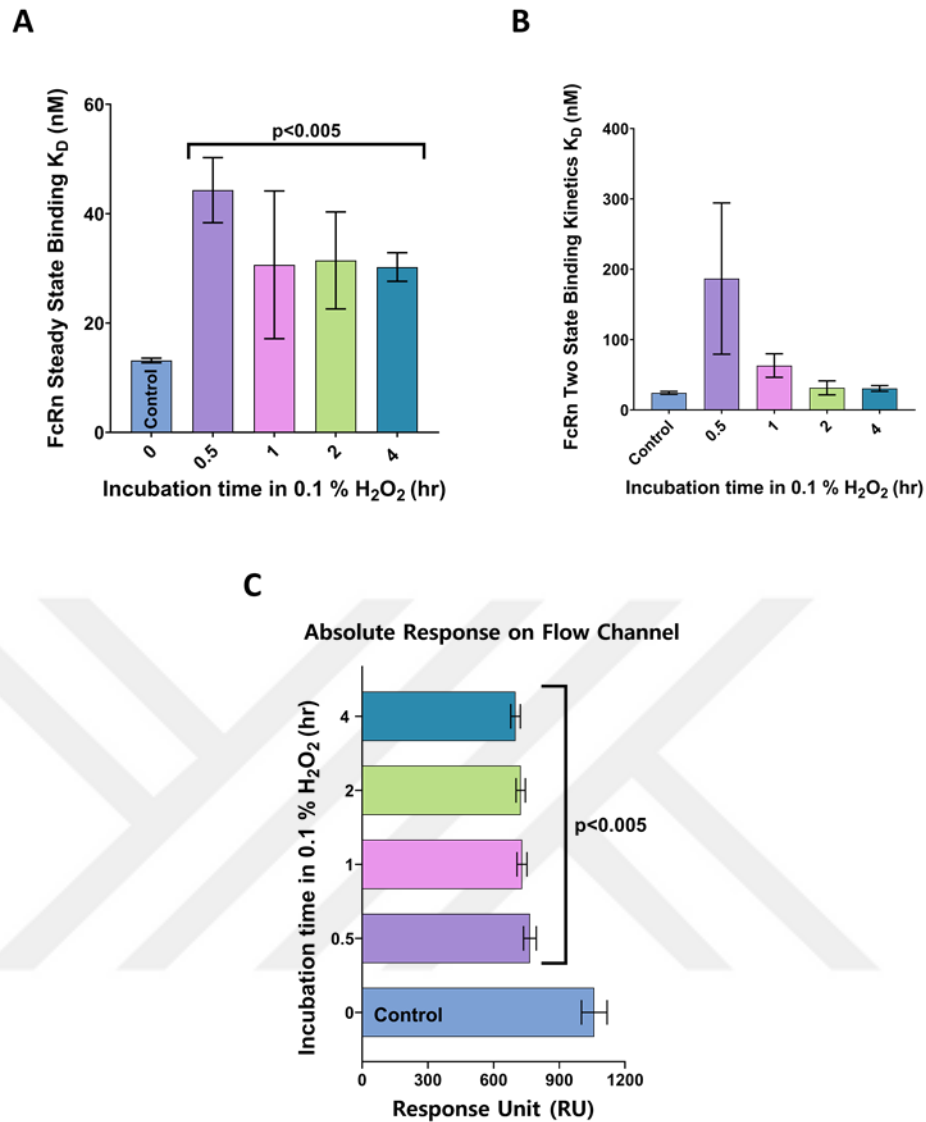 A
FcRn Steady State Binding K_D (nM)
60
40
20
0
p<0.005
Control
0
0.5
1
2
4
Incubation time in 0.1 % H₂O₂ (hr)
B
FcRn Two State Binding Kinetics K_D (nM)
400
300
200
100
0
Control
0.5
1
2
4
Incubation time in 0.1 % H₂O₂ (hr)
C
Absolute Response on Flow Channel
Incubation time in 0.1 % H₂O₂ (hr)
4
2
1
0.5
0
p<0.005
Control
0
300
600
900
1200
Response Unit (RU)